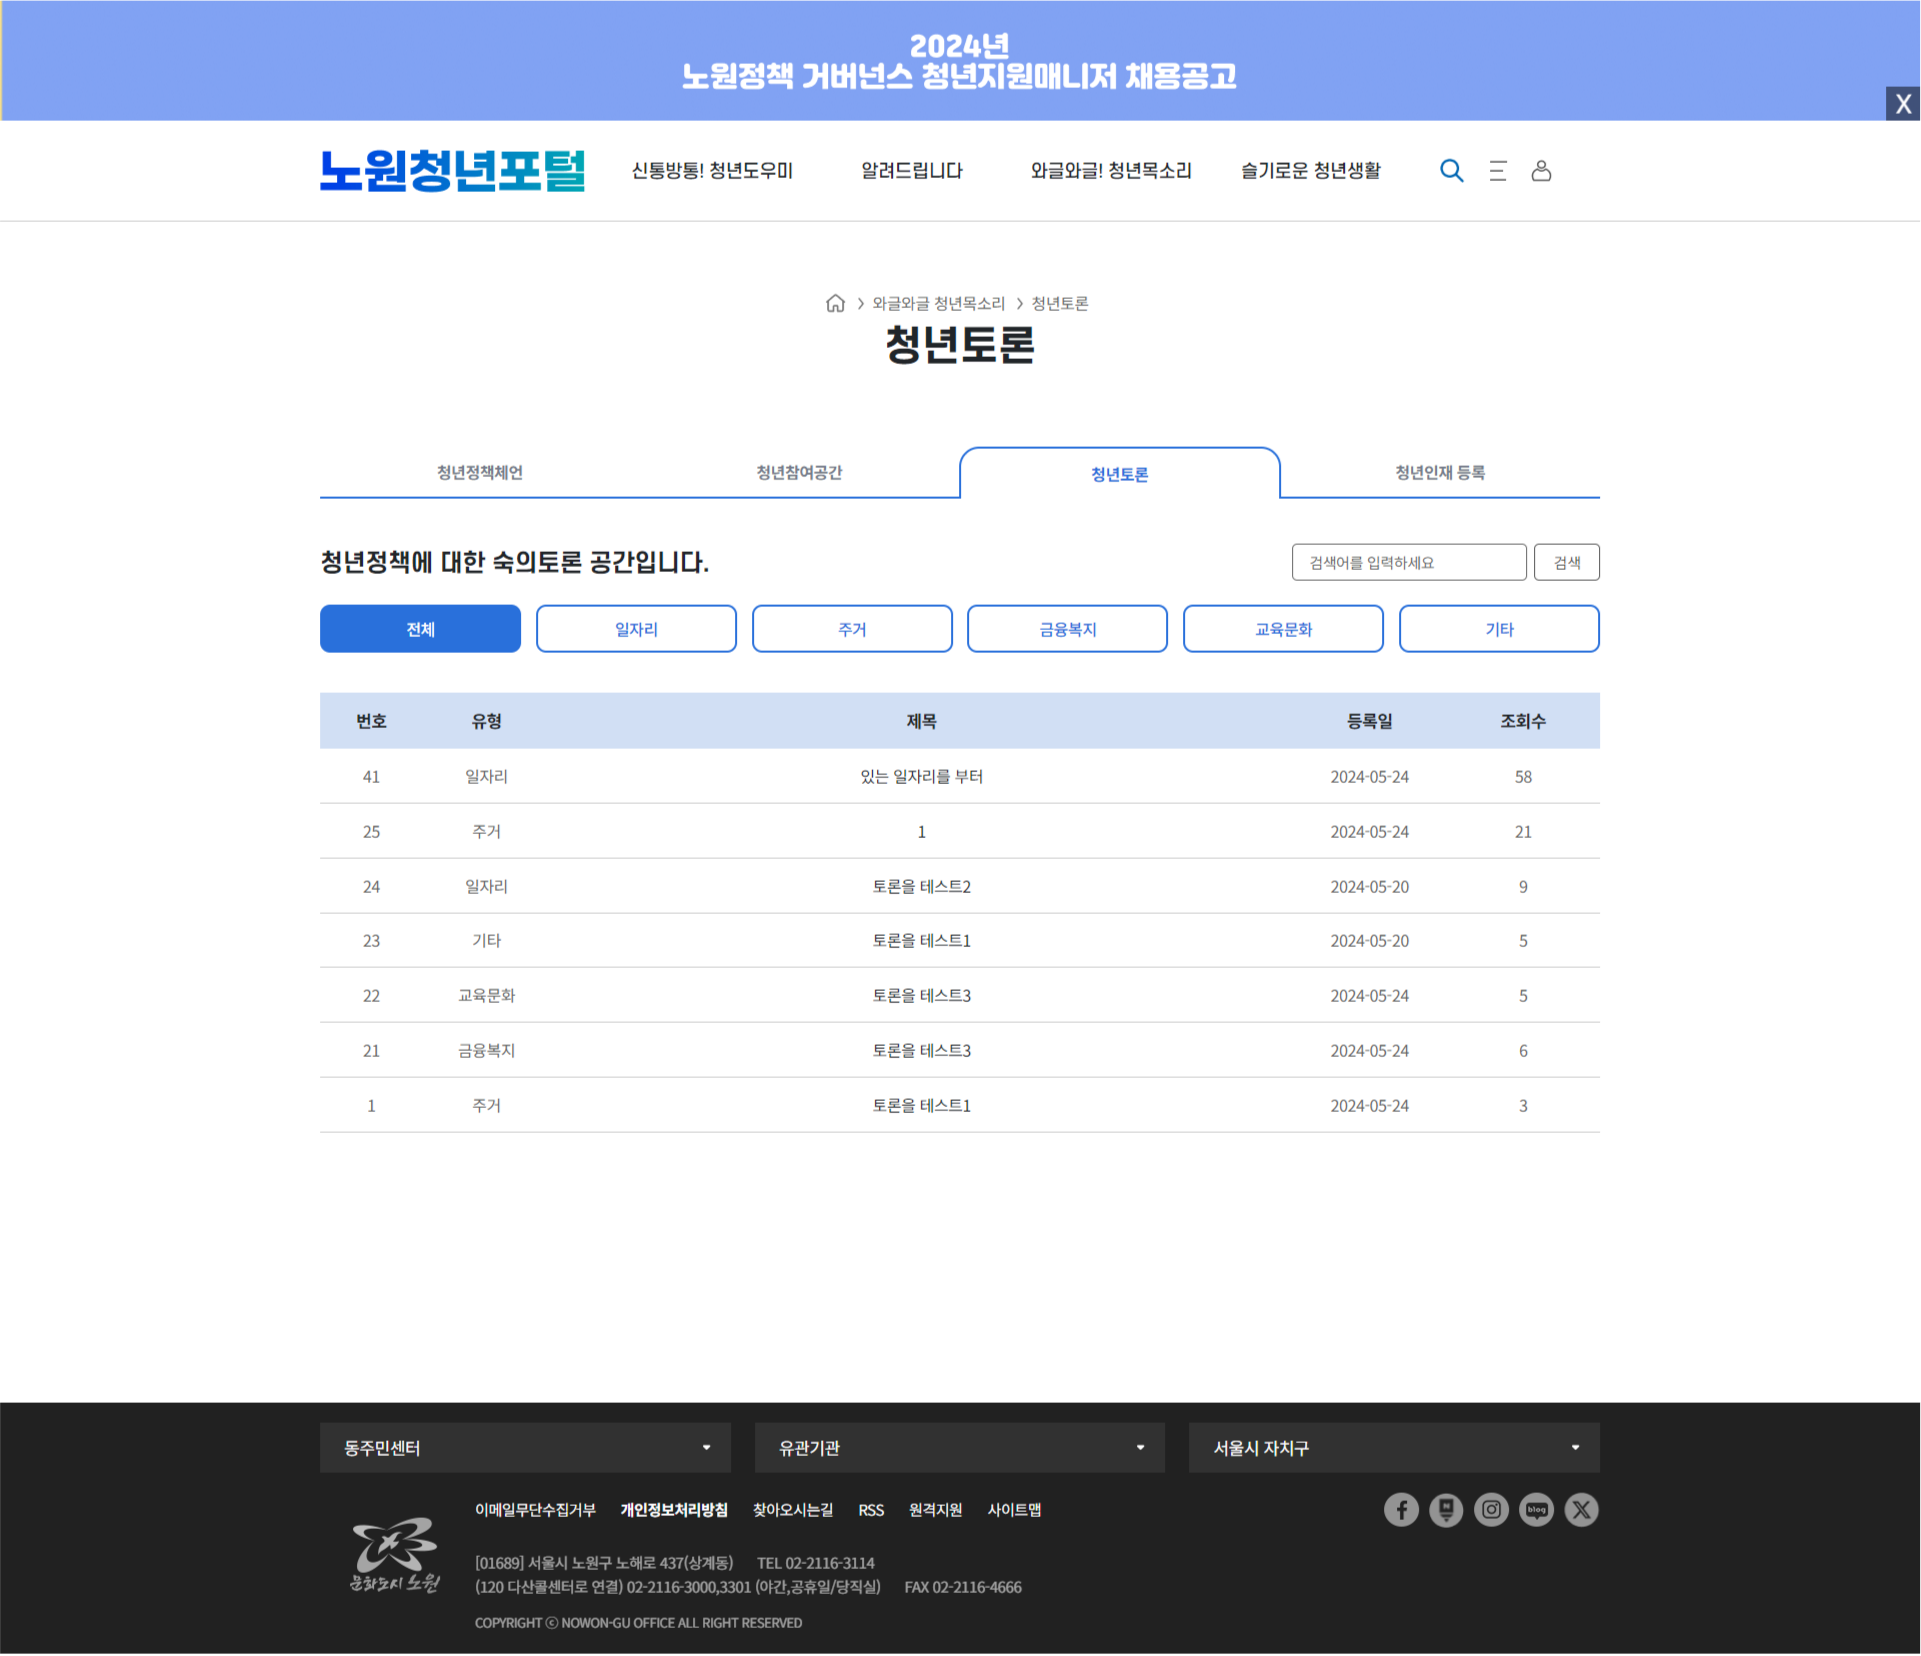 2024년
노원정책 거버넌스 청년지원매니저 채용공고
X
노원청년포털
신통방통! 청년도우미
알려드립니다
와글와글! 청년목소리
슬기로운 청년생활
와글와글 청년목소리
청년토론
청년토론
청년정책체언
청년참여공간
청년토론
청년인재 등록
청년정책에 대한 숙의토론 공간입니다.
검색어를 입력하세요
검색
전체
일자리
주거
금융복지
교육문화
기타
번호 유형 제목 등록일 조회수
41 일자리 있는 일자리를 부터 2024-05-24 58
25 주거 1 2024-05-24 21
24 일자리 토론을 테스트2 2024-05-20 9
23 기타 토론을 테스트1 2024-05-20 5
22 교육문화 토론을 테스트3 2024-05-24 5
21 금융복지 토론을 테스트3 2024-05-24 6
1 주거 토론을 테스트1 2024-05-24 3
동주민센터
유관기관
서울시 자치구
이메일무단수집거부 개인정보처리방침 찾아오시는길 RSS 원격지원 사이트맵
blog
문화도시 노원
[01689] 서울시 노원구 노해로 437(상계동) TEL 02-2116-3114
(120 다산콜센터로 연결) 02-2116-3000,3301 (야간,공휴일/당직실) FAX 02-2116-4666
COPYRIGHT ⓒ NOWON-GU OFFICE ALL RIGHT RESERVED